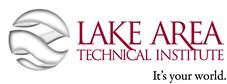 LAKE AREA
TECHNICAL INSTITUTE
It's your world.